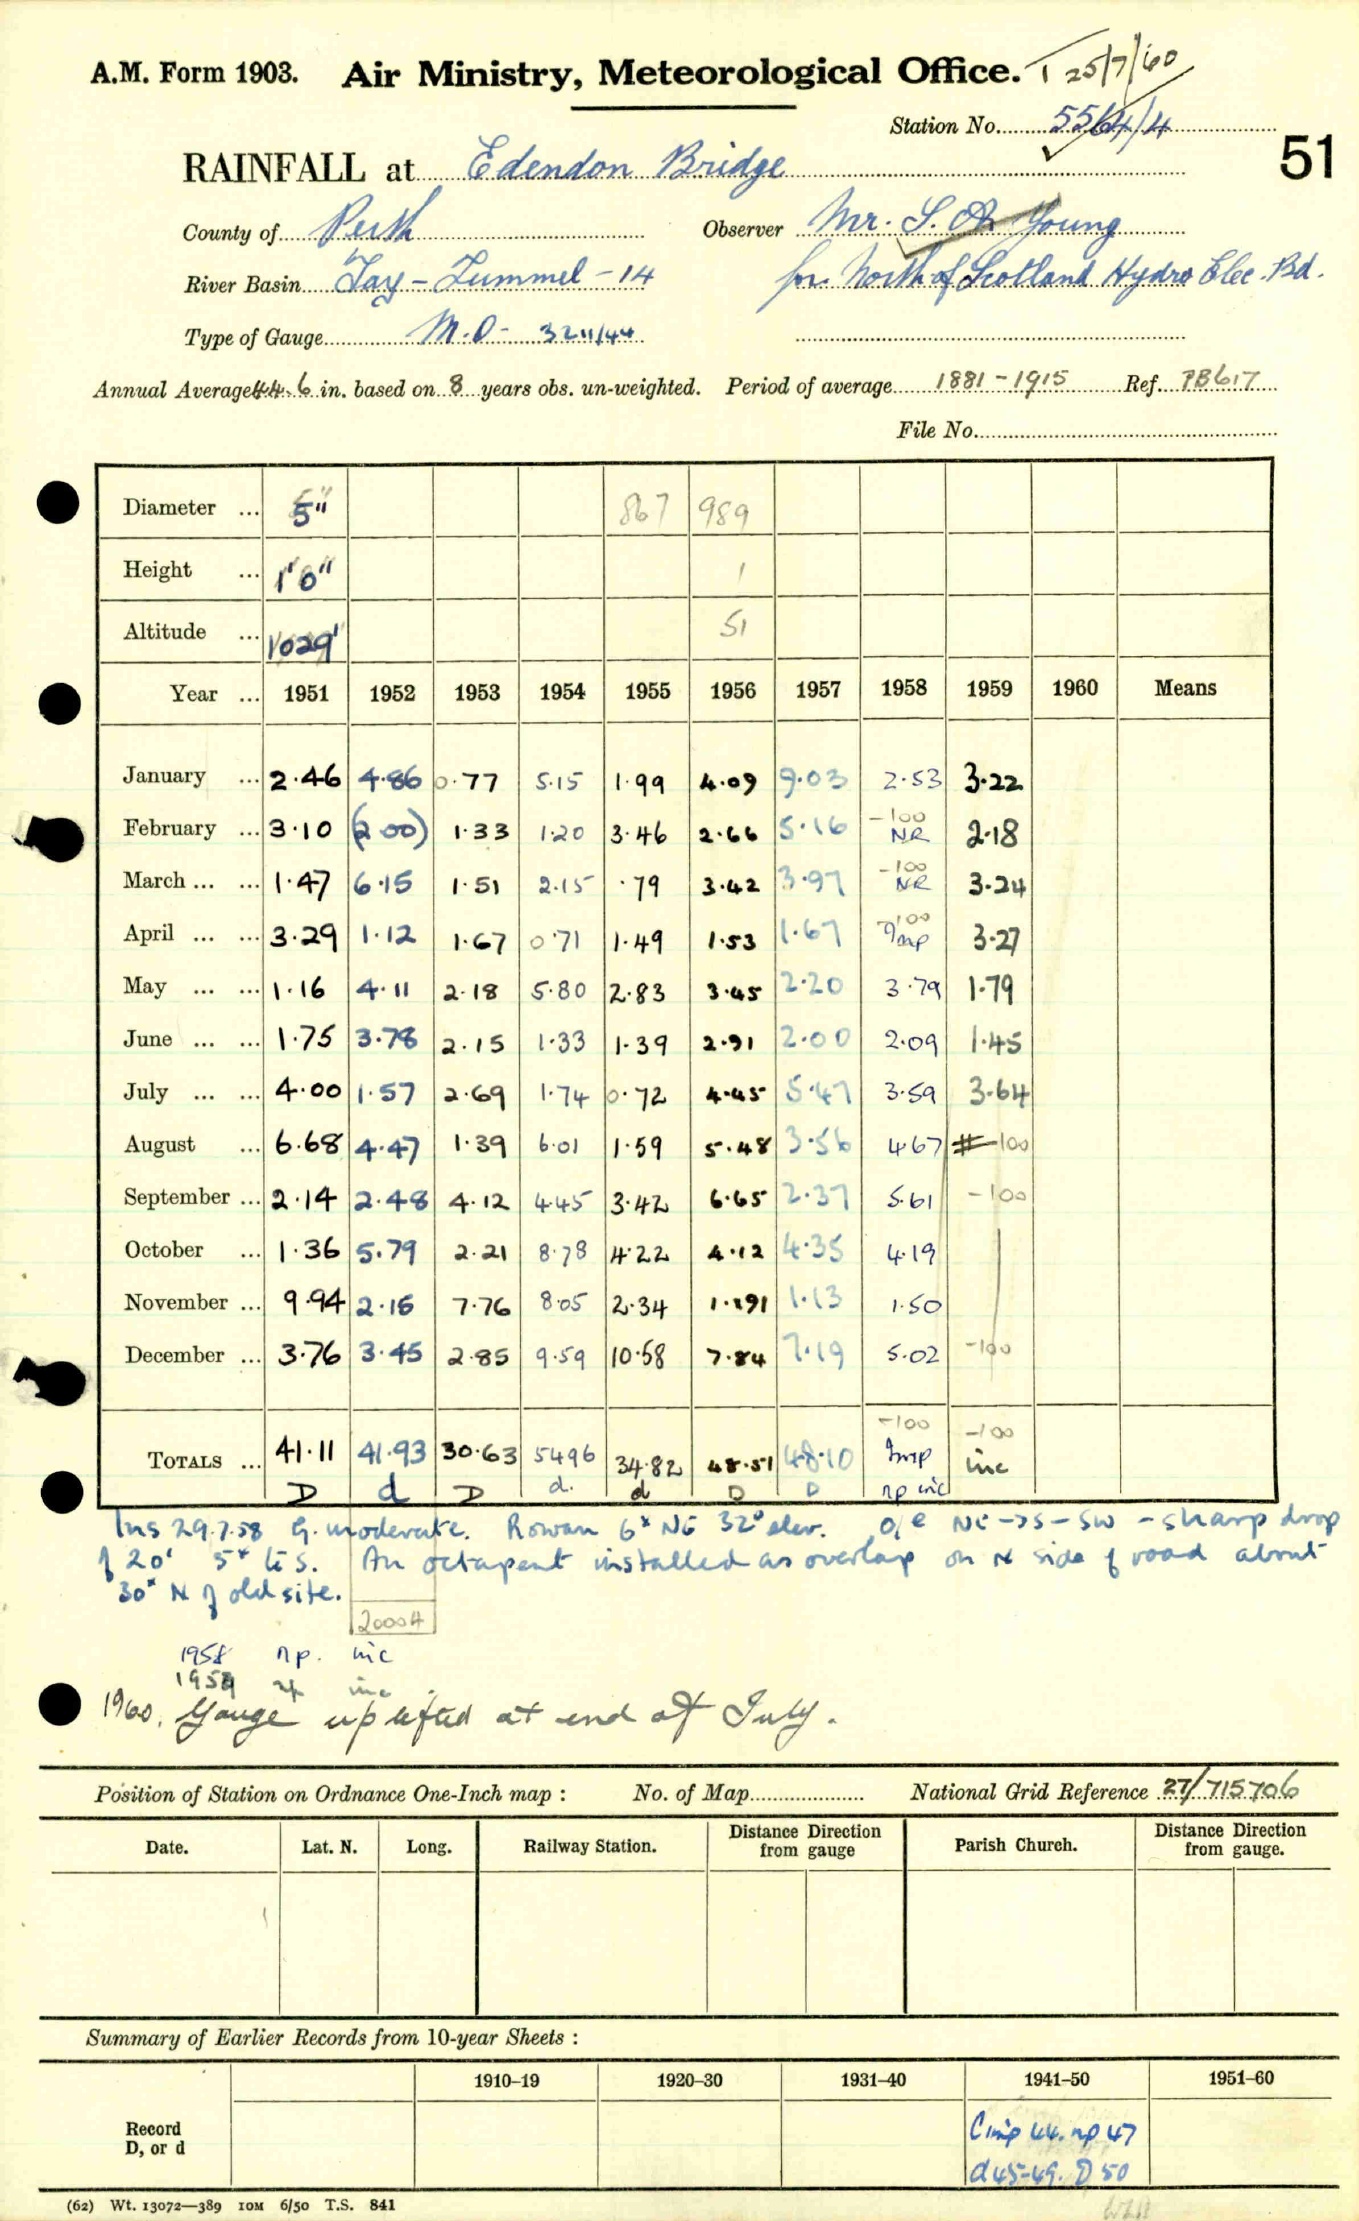 A.M. Form 1903. Air Ministry, Meteorological Office. 25/7/60
Station No. 5564/4
51
RAINFALL at Edendon Bridge
County of Perth Observer Mr. S. A. Young
River Basin Tay - Tummel - 14 for North of Scotland Hydro Elec. Bd.
Type of Gauge M.O. 3211/44
Annual Average 44.6 in. based on 8 years obs. un-weighted. Period of average 1881-1915 Ref. PB617
File No.
Diameter ... 5" 867 989
Height ... 1'0" 1
Altitude ... 1029' 51
Year ... 1951 1952 1953 1954 1955 1956 1957 1958 1959 1960 Means
January ... 2.46 4.86 0.77 5.15 1.99 4.09 9.03 2.53 3.22
February ... 3.10 (2.00) 1.33 1.20 3.46 2.66 5.16 -100 NR 2.18
March ... ... 1.47 6.15 1.51 2.15 .79 3.42 3.97 -100 NR 3.24
April ... ... 3.29 1.12 1.67 0.71 1.49 1.53 1.67 -100 Imp 3.27
May ... ... 1.16 4.11 2.18 5.80 2.83 3.45 2.20 3.79 1.79
June ... ... 1.75 3.78 2.15 1.33 1.39 2.91 2.00 2.09 1.45
July ... ... 4.00 1.57 2.69 1.74 0.72 4.45 5.47 3.59 3.64
August ... 6.68 4.47 1.39 6.01 1.59 5.48 3.56 4.67 -100
September ... 2.14 2.48 4.12 4.45 3.42 6.65 2.37 5.61 -100
October ... 1.36 5.79 2.21 8.78 4.22 4.12 4.35 4.19
November ... 9.94 2.15 7.76 8.05 2.34 1.91 1.13 1.50
December ... 3.76 3.45 2.85 9.59 10.58 7.84 7.19 5.02 -100
-100 -100
TOTALS ... 41.11 41.93 30.63 54.96 34.82 48.51 48.10 Imp inc
D d D d. d D D np inc
Ins 29.7.58 G. moderate. Rowan 6x NE 32° elev. o/e NE->S-SW - sharp drop
of 20' 5x to S. An octapent installed as overlap on N side of road about
30x N of old site.
20004
1958 np. inc
1959 inc
1960. Gauge uplifted at end of July.
Position of Station on Ordnance One-Inch map : No. of Map National Grid Reference 27/715706
Date. Lat. N. Long. Railway Station. Distance from Direction gauge Parish Church. Distance from Direction gauge.
Summary of Earlier Records from 10-year Sheets :
1910-19 1920-30 1931-40 1941-50 1951-60
Record
D, or d
Cimp 44. np 47
d 45-49. D 50
(62) Wt. 13072—389 10M 6/50 T.S. 841